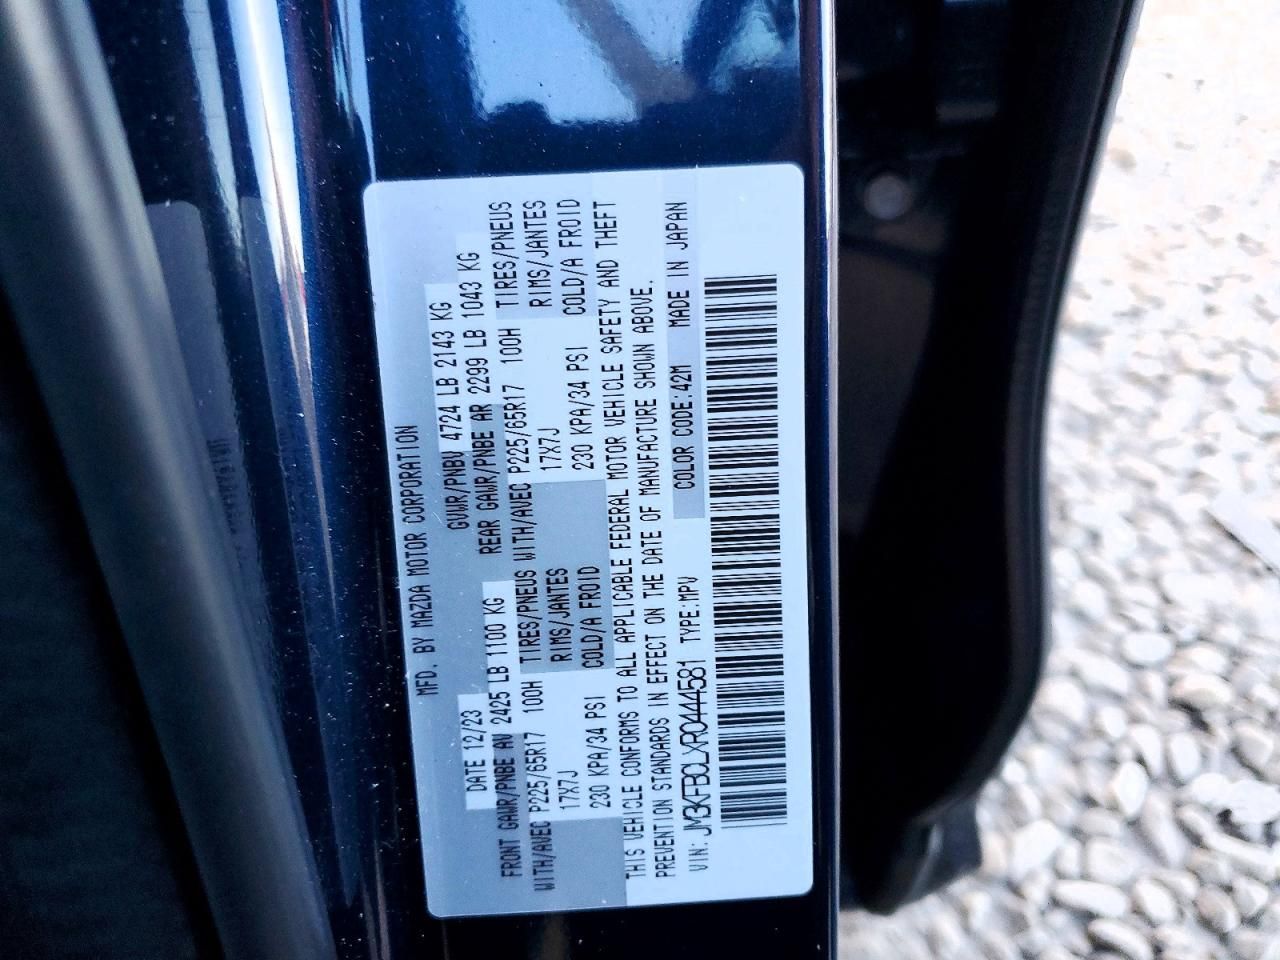 MFD. BY MAZDA MOTOR CORPORATION
DATE 12/23 GVWR/PNBV 4724 LB 2143 KG
FRONT GAWR/PNBE AV 2425 LB 1100 KG REAR GAWR/PNBE AR 2299 LB 1043 KG
WITH/AVEC P225/65R17 100H TIRES/PNEUS WITH/AVEC P225/65R17 100H TIRES/PNEUS
17X7J RIMS/JANTES 17X7J RIMS/JANTES
230 KPA/34 PSI COLD/A FROID 230 KPA/34 PSI COLD/A FROID
THIS VEHICLE CONFORMS TO ALL APPLICABLE FEDERAL MOTOR VEHICLE SAFETY AND THEFT
PREVENTION STANDARDS IN EFFECT ON THE DATE OF MANUFACTURE SHOWN ABOVE.
VIN: JM3KFBCLXR0444581 TYPE:MPV COLOR CODE:42M MADE IN JAPAN